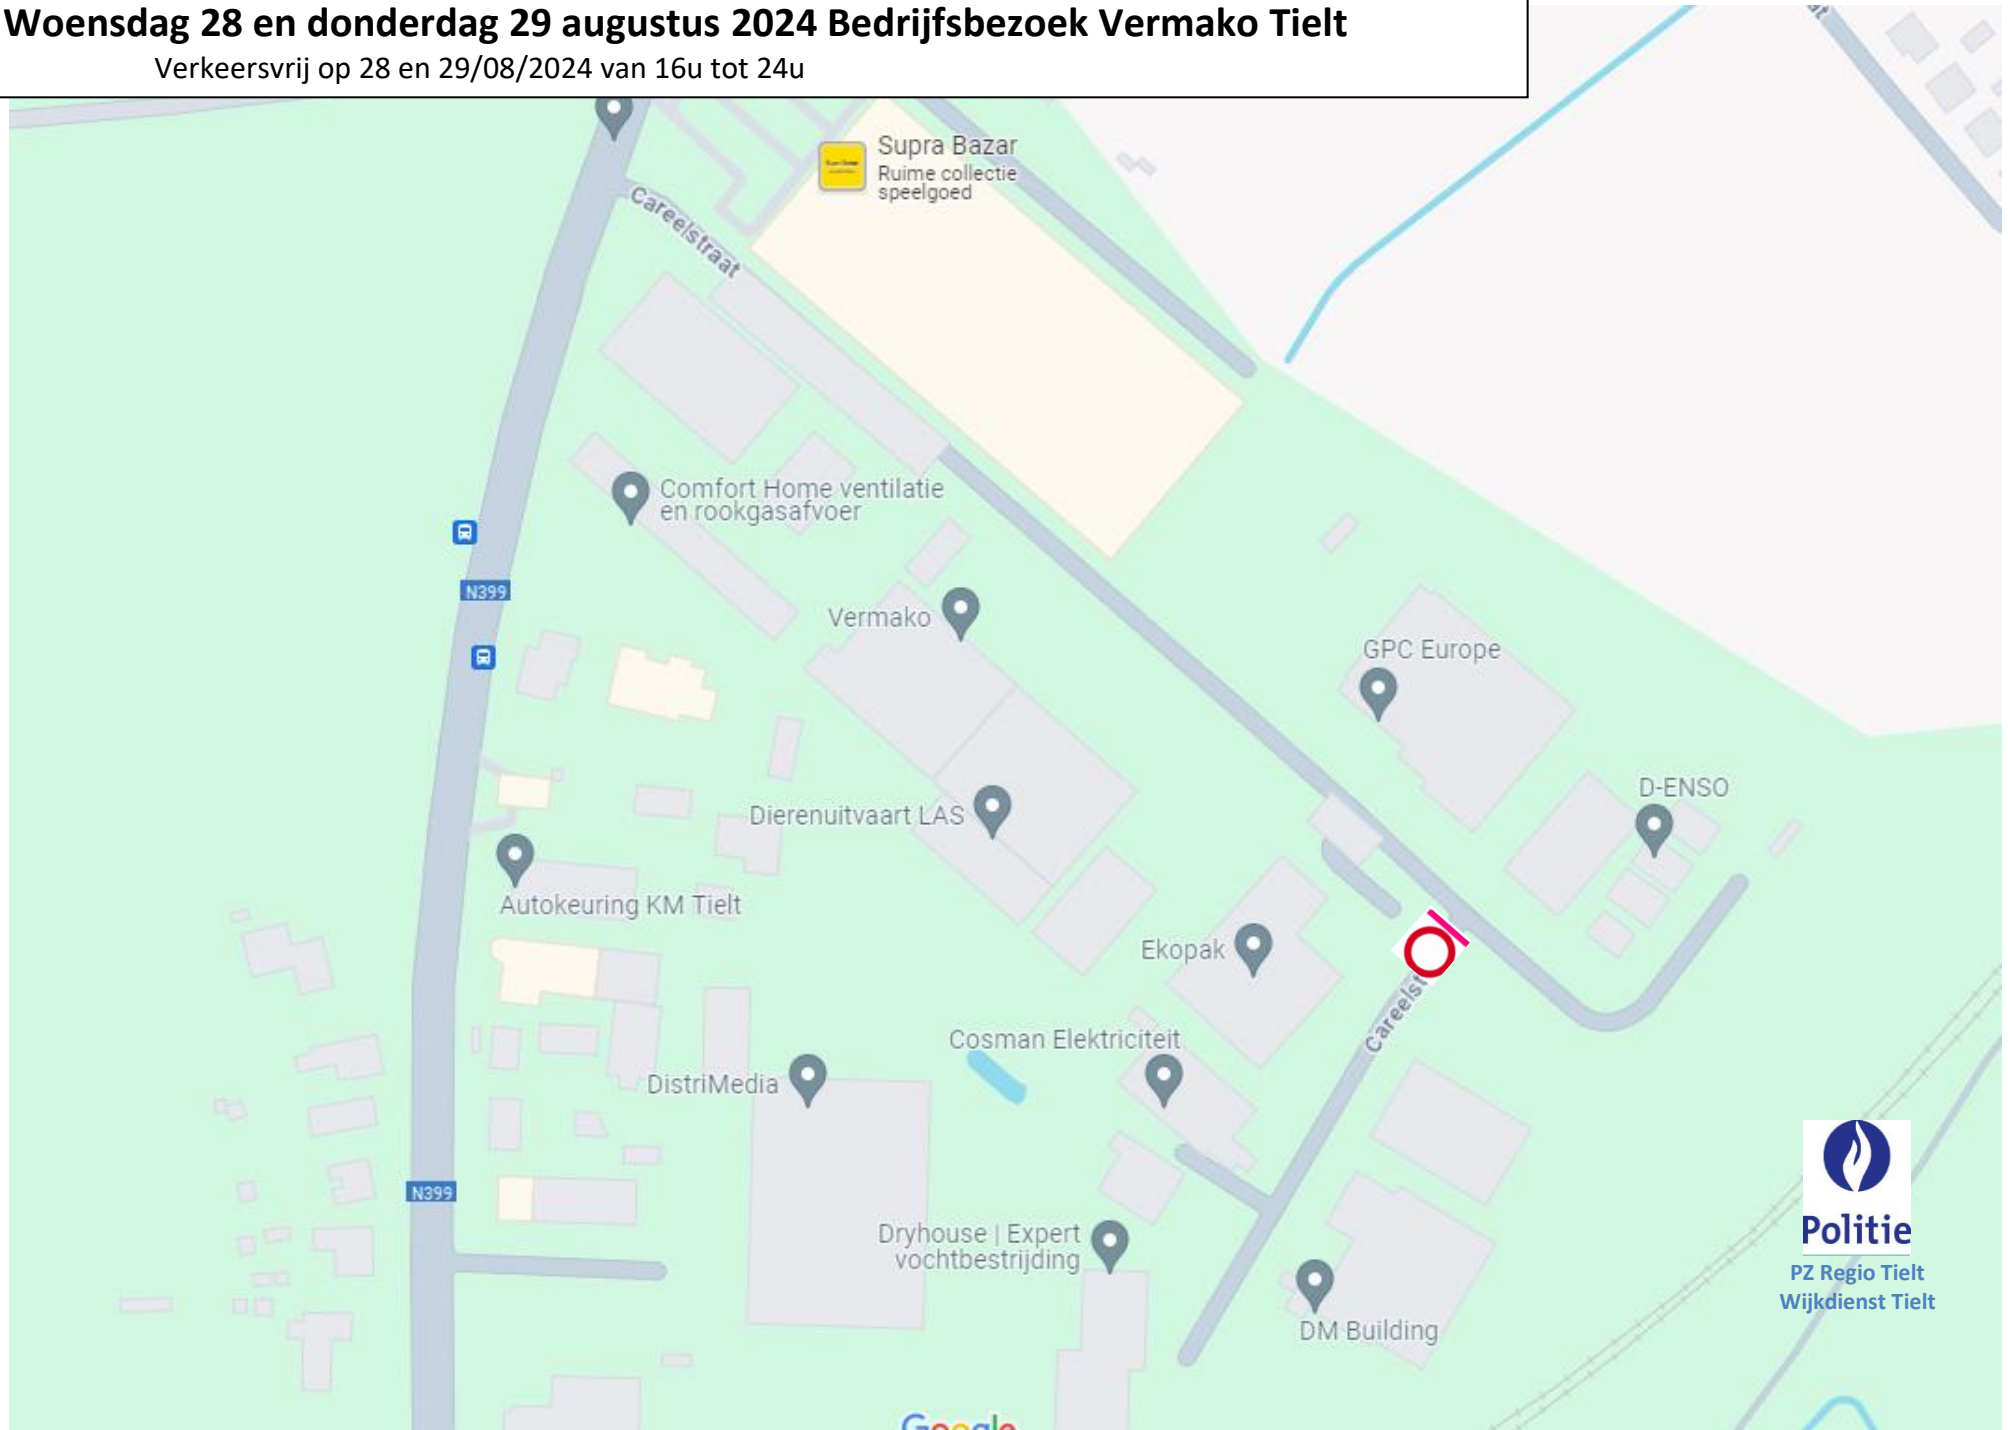 Woensdag 28 en donderdag 29 augustus 2024 Bedrijfsbezoek Vermako Tielt
Verkeersvrij op 28 en 29/08/2024 van 16u tot 24u
Supra Bazar
Ruime collectie
speelgoed
Careelstraat
Comfort Home ventilatie
en rookgasafvoer
N399
Vermako
GPC Europe
D-ENSO
Dierenuitvaart LAS
Autokeuring KM Tielt
Ekopak
Careelst
Cosman Elektriciteit
DistriMedia
N399
Dryhouse | Expert
vochtbestrijding
DM Building
Politie
PZ Regio Tielt
Wijkdienst Tielt
Google